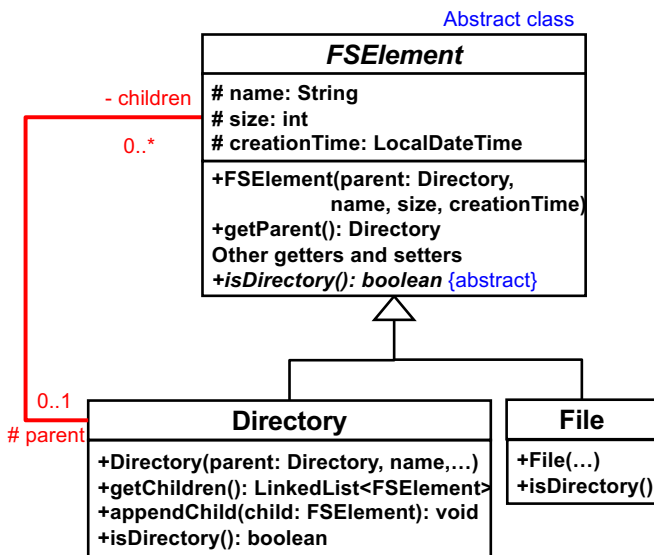 Abstract class
FSElement
# name: String
# size: int
# creationTime: LocalDateTime
+FSElement(parent: Directory,
name, size, creationTime)
+getParent(): Directory
Other getters and setters
+isDirectory(): boolean {abstract}
- children
0..*
0..1
# parent
Directory
+Directory(parent: Directory, name,…)
+getChildren(): LinkedList<FSElement>
+appendChild(child: FSElement): void
+isDirectory(): boolean
File
+File(…)
+isDirectory()